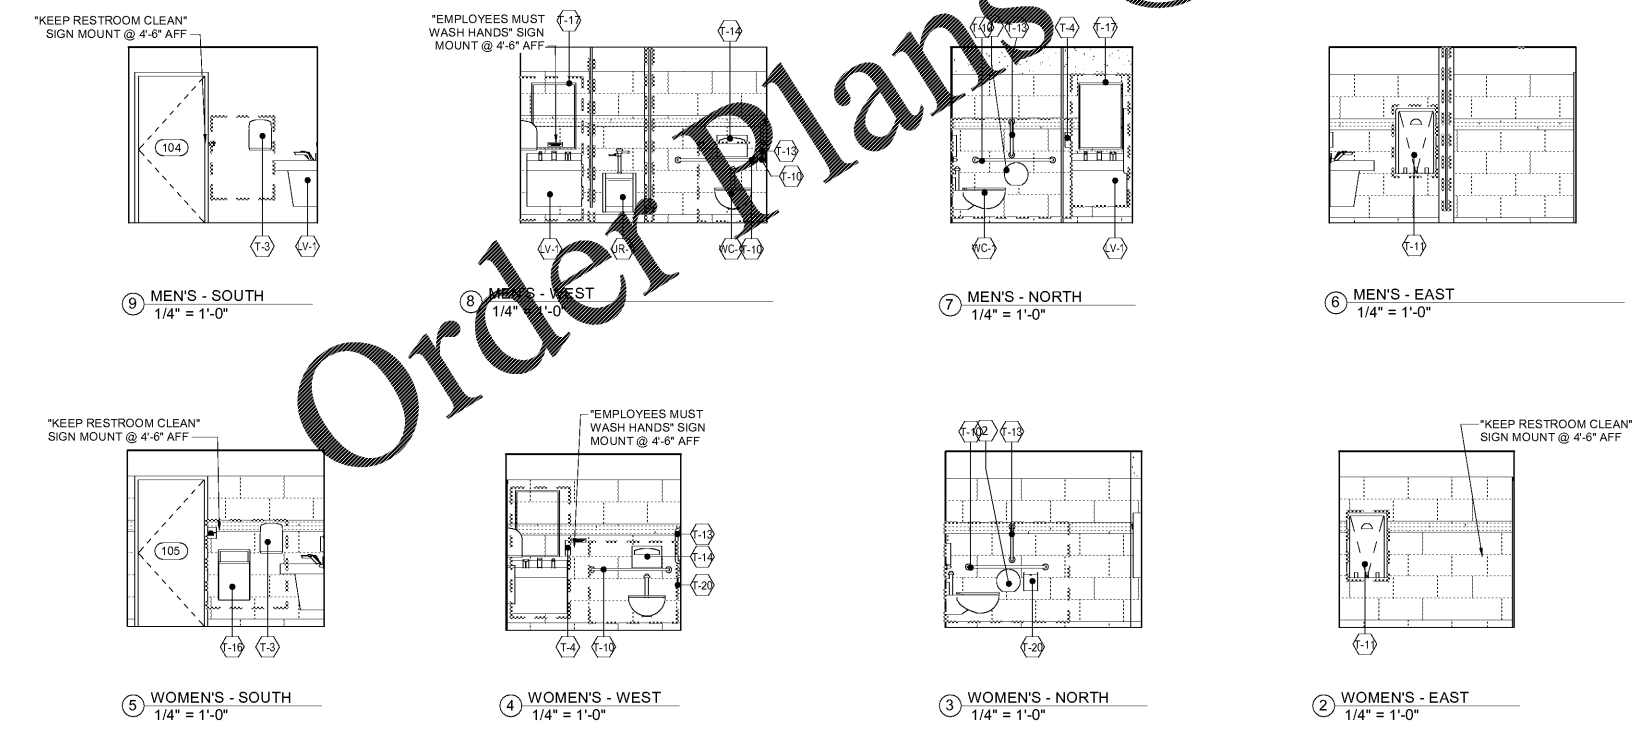 "KEEP RESTROOM CLEAN"
SIGN MOUNT @ 4'-6" AFF
104
T-3
LV-1
9
MEN'S - SOUTH
1/4" = 1'-0"
"EMPLOYEES MUST
WASH HANDS" SIGN
MOUNT @ 4'-6" AFF
T-17
T-14
T-13
T-10
LV-1
T-10
8
MEN'S - WEST
1/4" = 1'-0"
T-13
T-4
T-17
LV-1
7
MEN'S - NORTH
1/4" = 1'-0"
T-11
6
MEN'S - EAST
1/4" = 1'-0"
Order Plans
"KEEP RESTROOM CLEAN"
SIGN MOUNT @ 4'-6" AFF
105
T-16
T-3
5
WOMEN'S - SOUTH
1/4" = 1'-0"
"EMPLOYEES MUST
WASH HANDS" SIGN
MOUNT @ 4'-6" AFF
T-13
T-14
T-20
T-4
T-10
4
WOMEN'S - WEST
1/4" = 1'-0"
T-13
T-20
3
WOMEN'S - NORTH
1/4" = 1'-0"
"KEEP RESTROOM CLEAN"
SIGN MOUNT @ 4'-6" AFF
T-11
2
WOMEN'S - EAST
1/4" = 1'-0"